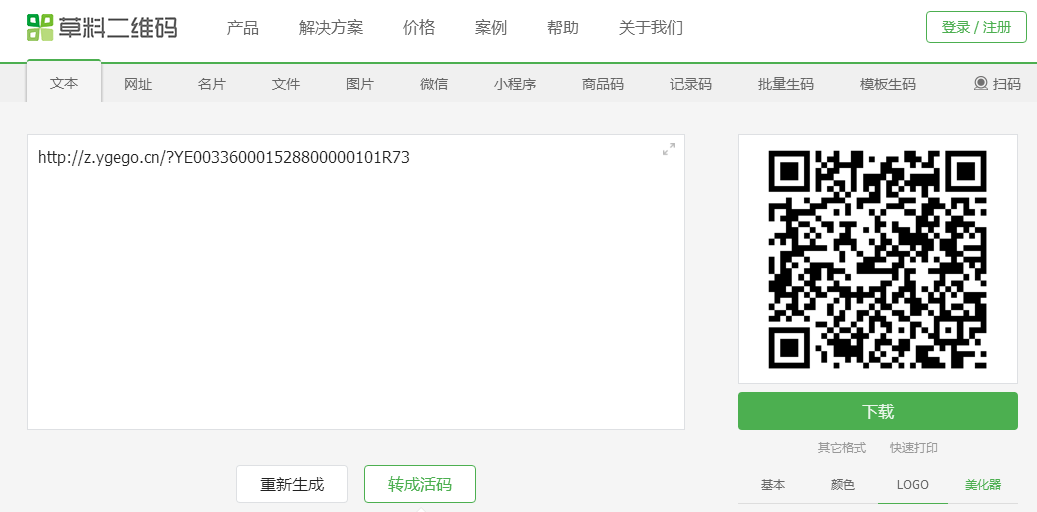 草料二维码 产品 解决方案 价格 案例 帮助 关于我们 登录 / 注册
文本 网址 名片 文件 图片 微信 小程序 商品码 记录码 批量生码 模板生码 扫码
http://z.ygego.cn/?YE003360001528800000101R73
下载
其它格式 快速打印
重新生成 转成活码
基本 颜色 LOGO 美化器